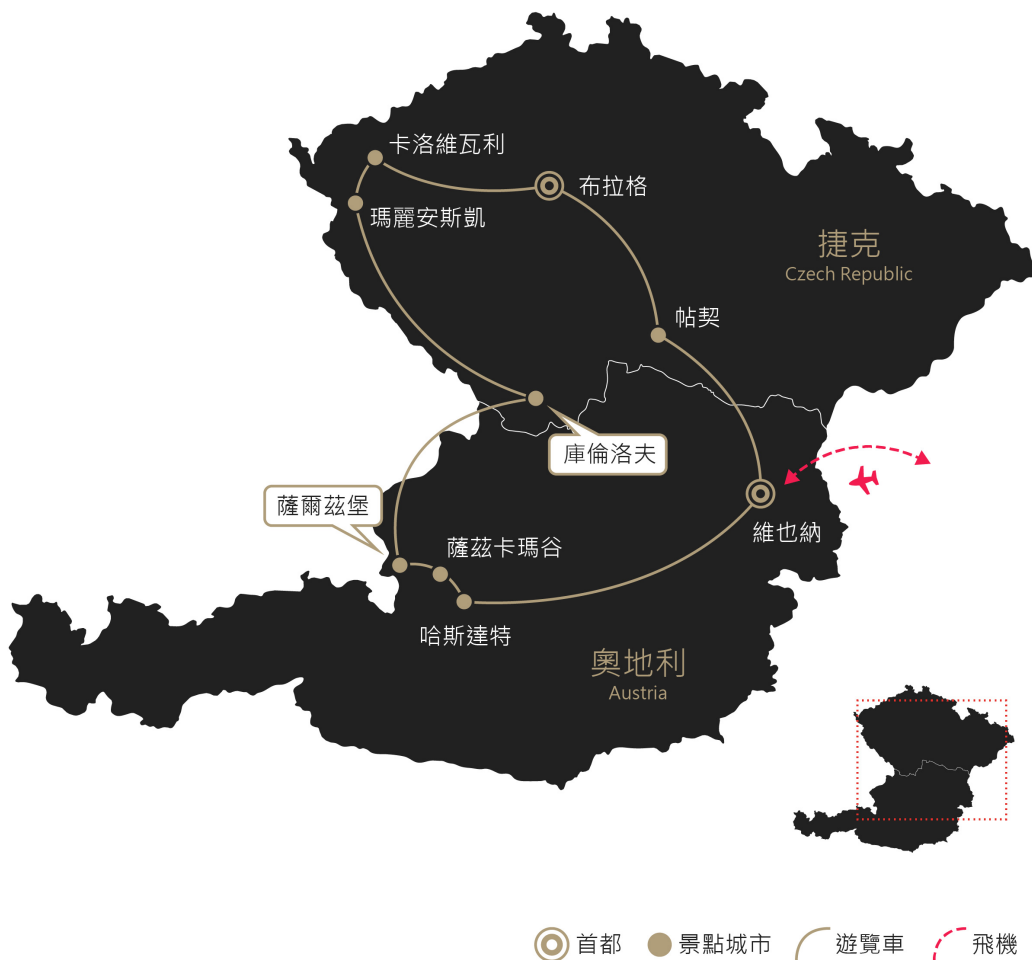 卡洛維瓦利
布拉格
瑪麗安斯凱
捷克
Czech Republic
帖契
庫倫洛夫
薩爾茲堡
維也納
薩茲卡瑪谷
哈斯達特
奧地利
Austria
首都
景點城市
遊覽車
飛機